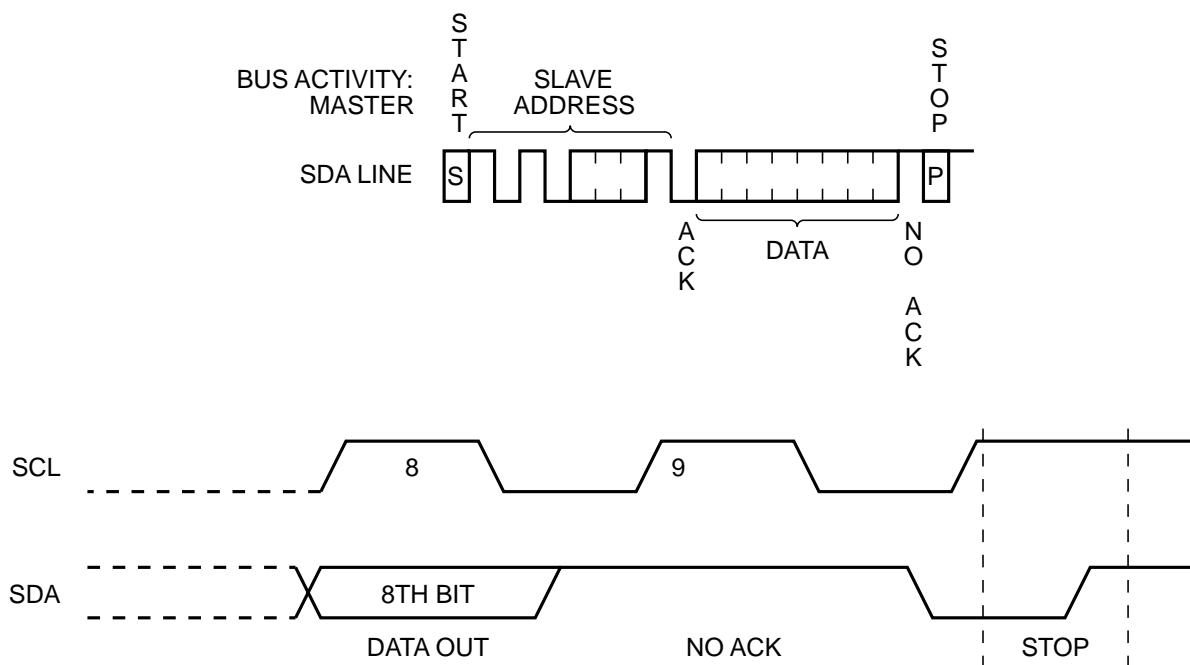 START
STOP
BUS ACTIVITY:
MASTER
SLAVE
ADDRESS
SDA LINE
S
P
ACK
DATA
NO ACK
SCL
8
9
SDA
8TH BIT
DATA OUT
NO ACK
STOP